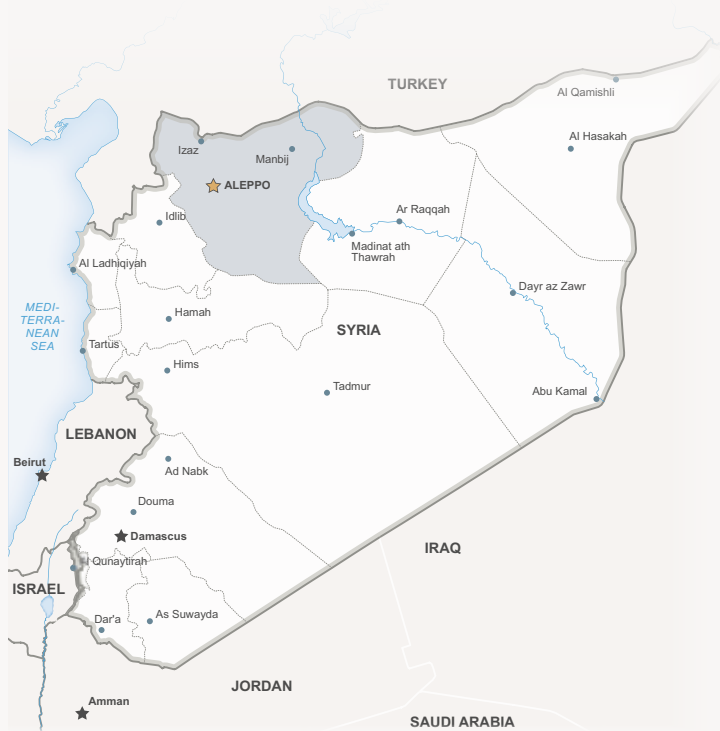 TURKEY
Al Qamishli
Al Hasakah
Izaz
Manbij
ALEPPO
Ar Raqqah
Idlib
Madinat ath
Thawrah
Al Ladhiqiyah
Dayr az Zawr
MEDI-
TERRA-
NEAN
SEA
Hamah
SYRIA
Tartus
Hims
Tadmur
Abu Kamal
LEBANON
Beirut
Ad Nabk
Douma
Damascus
IRAQ
El Qunaytirah
ISRAEL
Dar'a
As Suwayda
JORDAN
Amman
SAUDI ARABIA